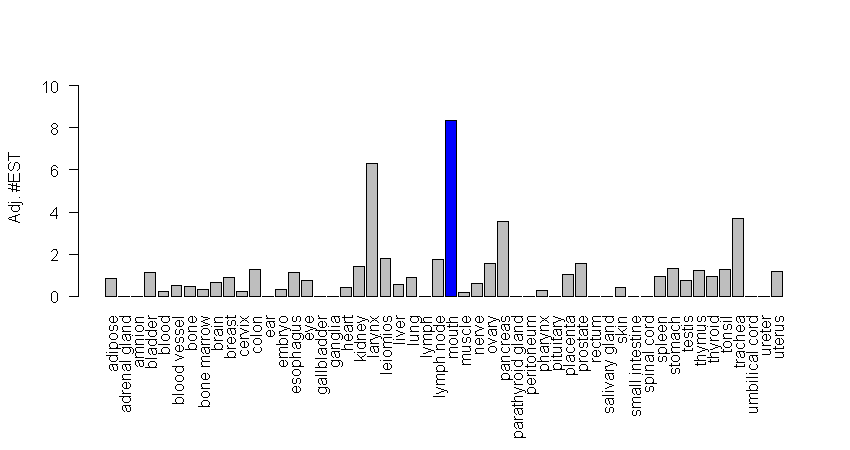 Adj. #EST
10
8
6
4
2
0
adipose
adrenal gland
amnion
bladder
blood
blood vessel
bone
bone marrow
brain
breast
cervix
colon
ear
embryo
esophagus
eye
gallbladder
ganglia
heart
kidney
larynx
leiomios
liver
lung
lymph
lymph node
mouth
muscle
nerve
ovary
pancreas
parathyroid gland
peritoneum
pharynx
pituitary
placenta
prostate
rectum
salivary gland
skin
small intestine
spinal cord
spleen
stomach
testis
thymus
thyroid
tonsil
trachea
umbilical cord
ureter
uterus